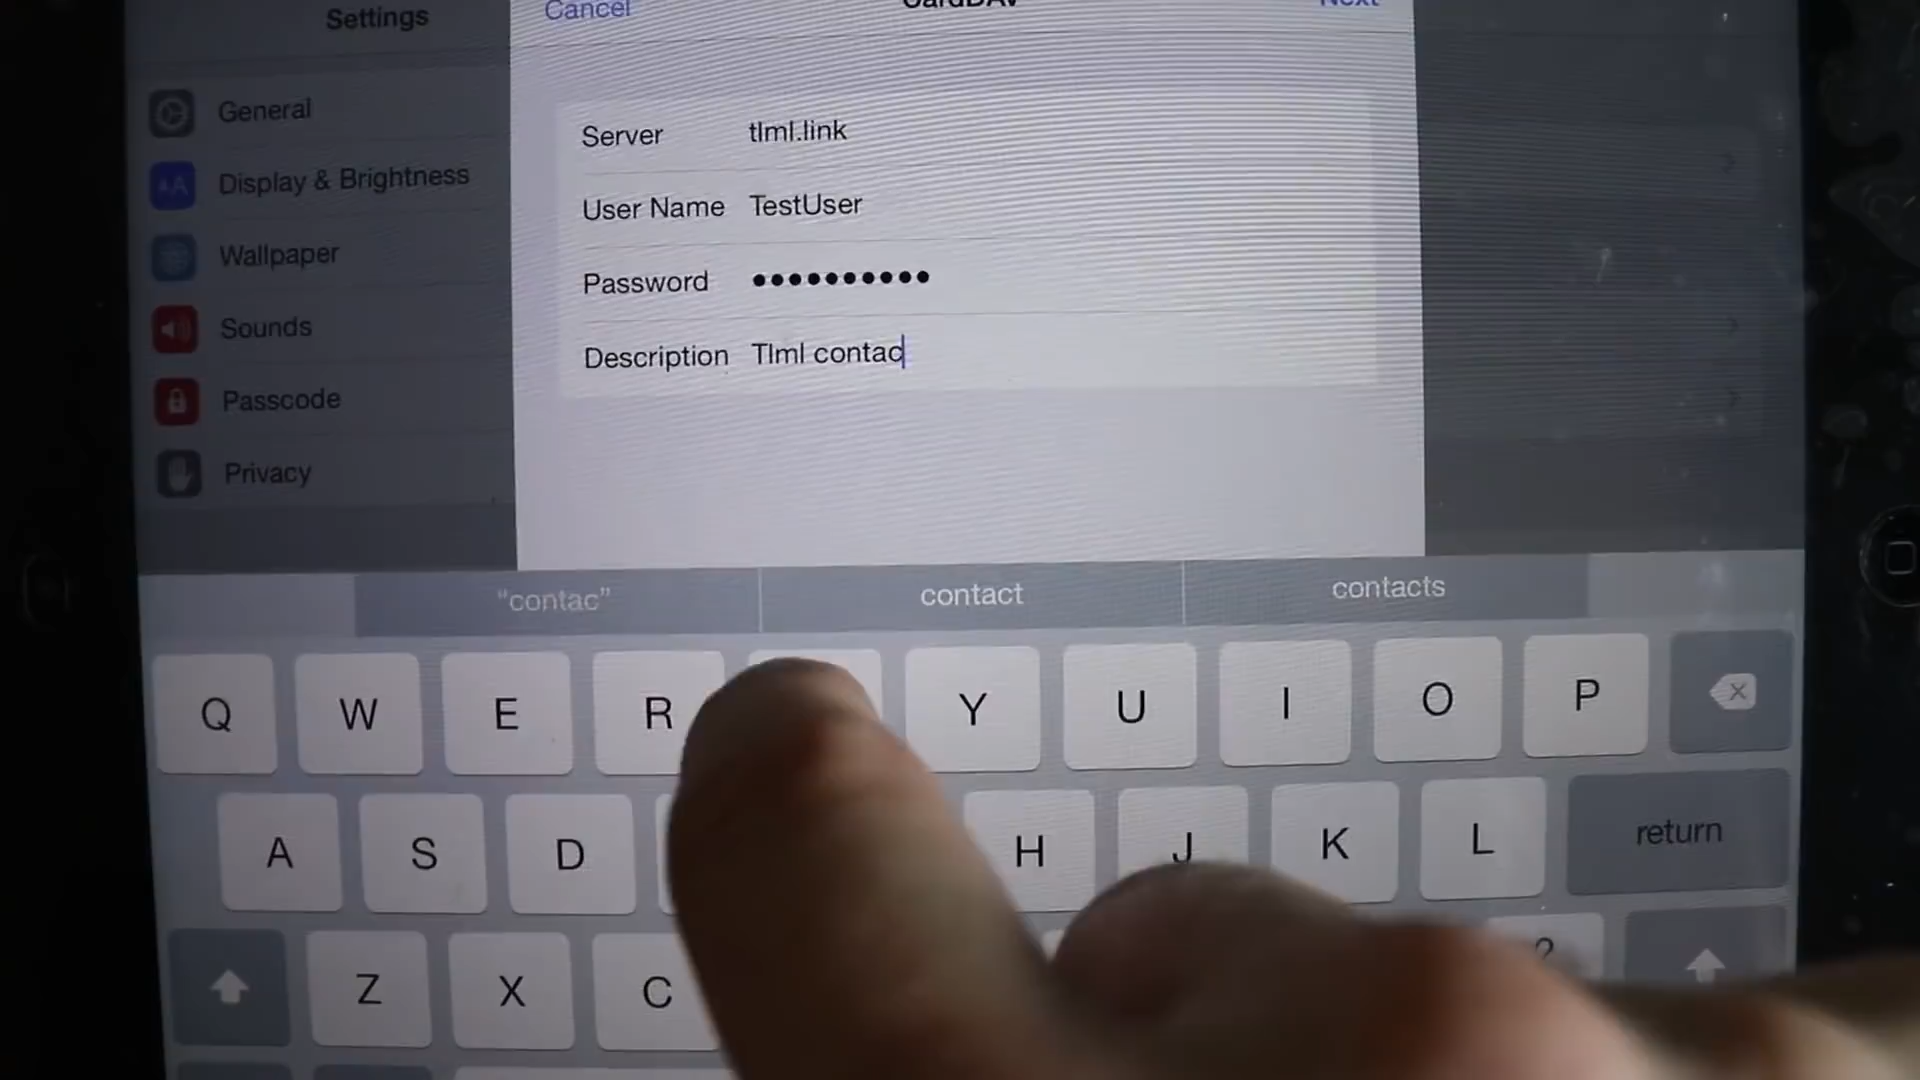 Settings
Cancel
CardDAV
Next
General
Display & Brightness
Wallpaper
Sounds
Passcode
Privacy
Server tlml.link
User Name TestUser
Password ••••••••••
Description Tlml contac
"contac" contact contacts
Q W E R Y U I O P
A S D H J K L return
Z X C ?